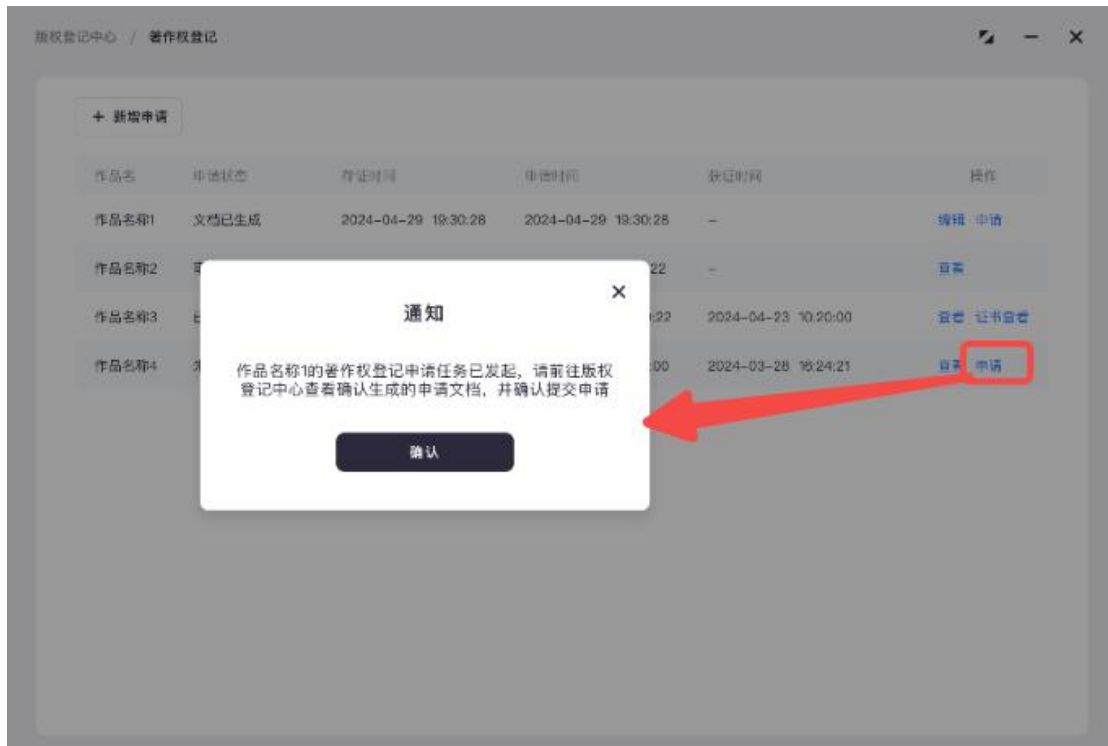 版权登记中心 / 著作权登记
+ 新增申请
作品名 申请状态 存证时间 申请时间 获证时间 操作
作品名称1 文档已生成 2024-04-29 19:30:28 2024-04-29 19:30:28 - 编辑 申请
作品名称2 22 - 查看
作品名称3 :22 2024-04-23 10:20:00 查看 证书查看
作品名称4 :00 2024-03-28 16:24:21 查看 申请
通知
作品名称1的著作权登记申请任务已发起，请前往版权
登记中心查看确认生成的申请文档，并确认提交申请
确认